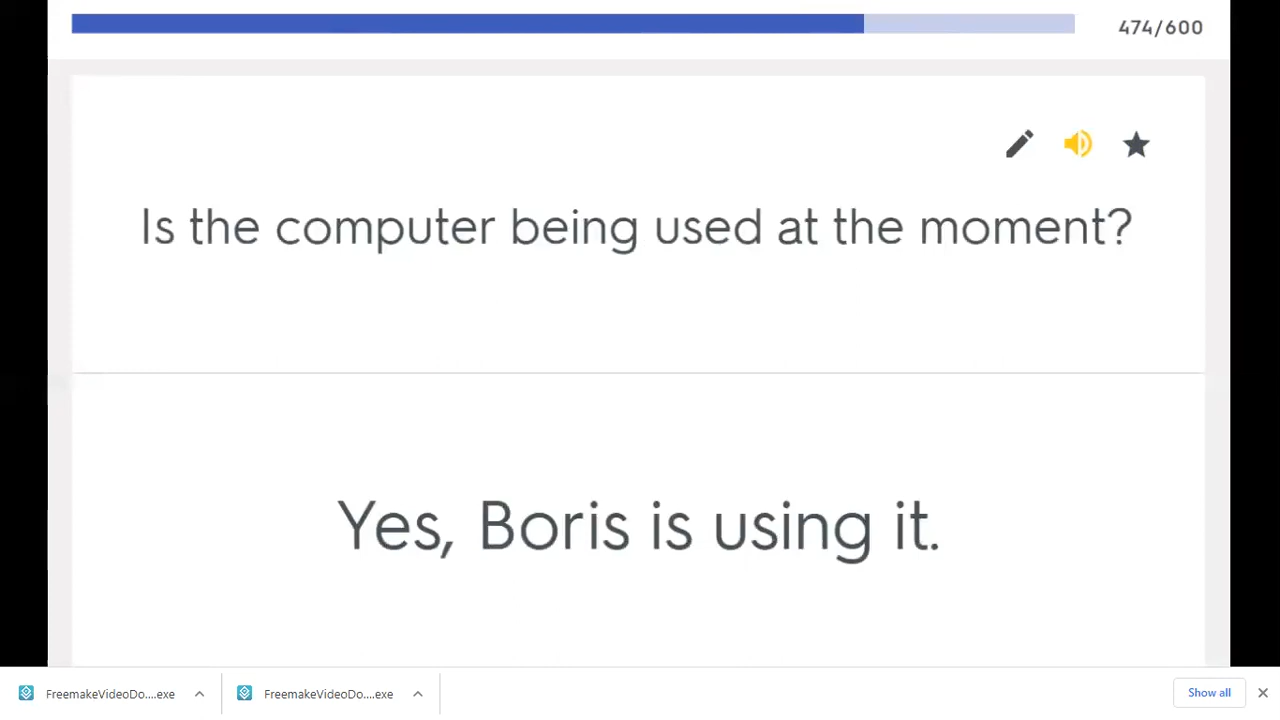 474/600
Is the computer being used at the moment?
Yes, Boris is using it.
FreemakeVideoDo....exe
FreemakeVideoDo....exe
Show all